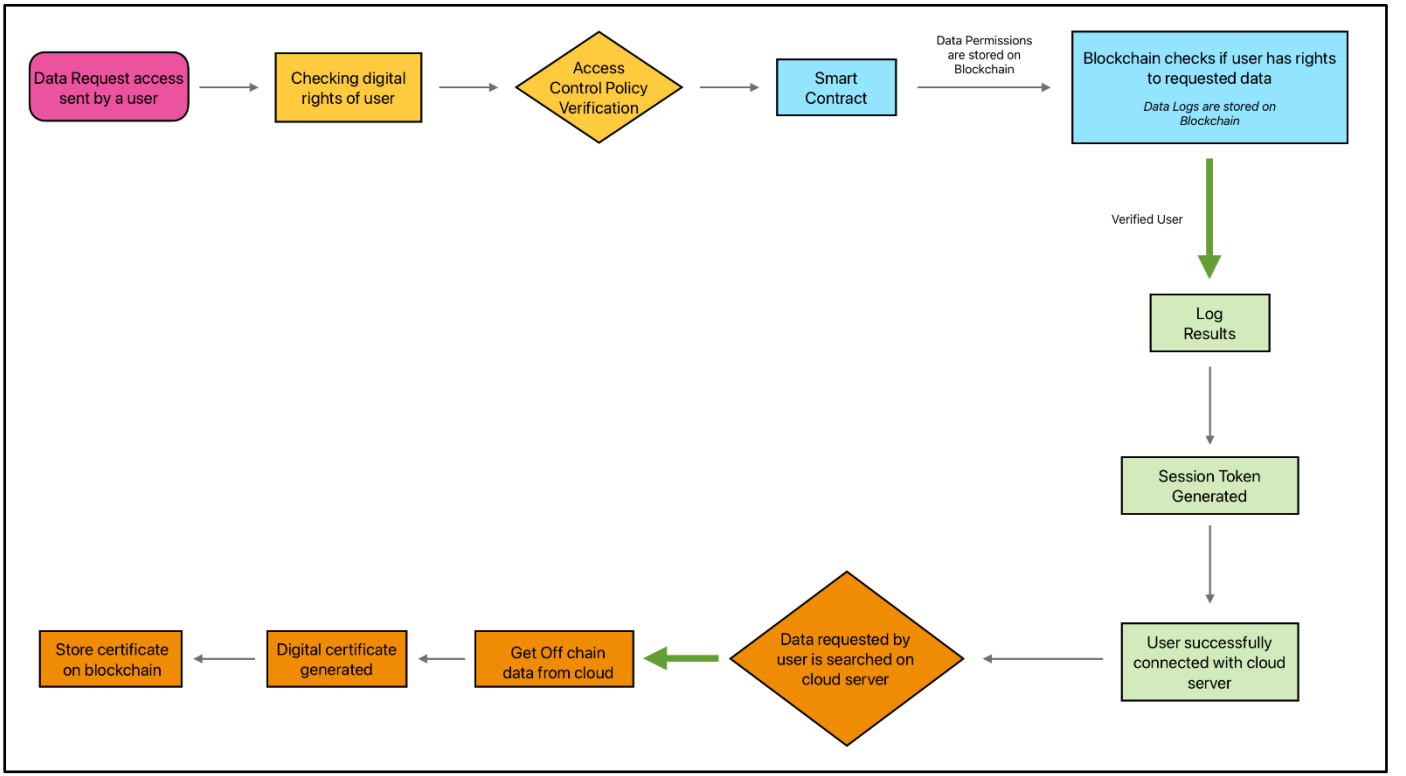 Data Request access
sent by a user
Checking digital
rights of user
Access
Control Policy
Verification
Smart
Contract
Data Permissions
are stored on
Blockchain
Blockchain checks if user has rights
to requested data
Data Logs are stored on
Blockchain
Verified User
Log
Results
Session Token
Generated
User successfully
connected with cloud
server
Data requested by
user is searched on
cloud server
Get Off chain
data from cloud
Digital certificate
generated
Store certificate
on blockchain